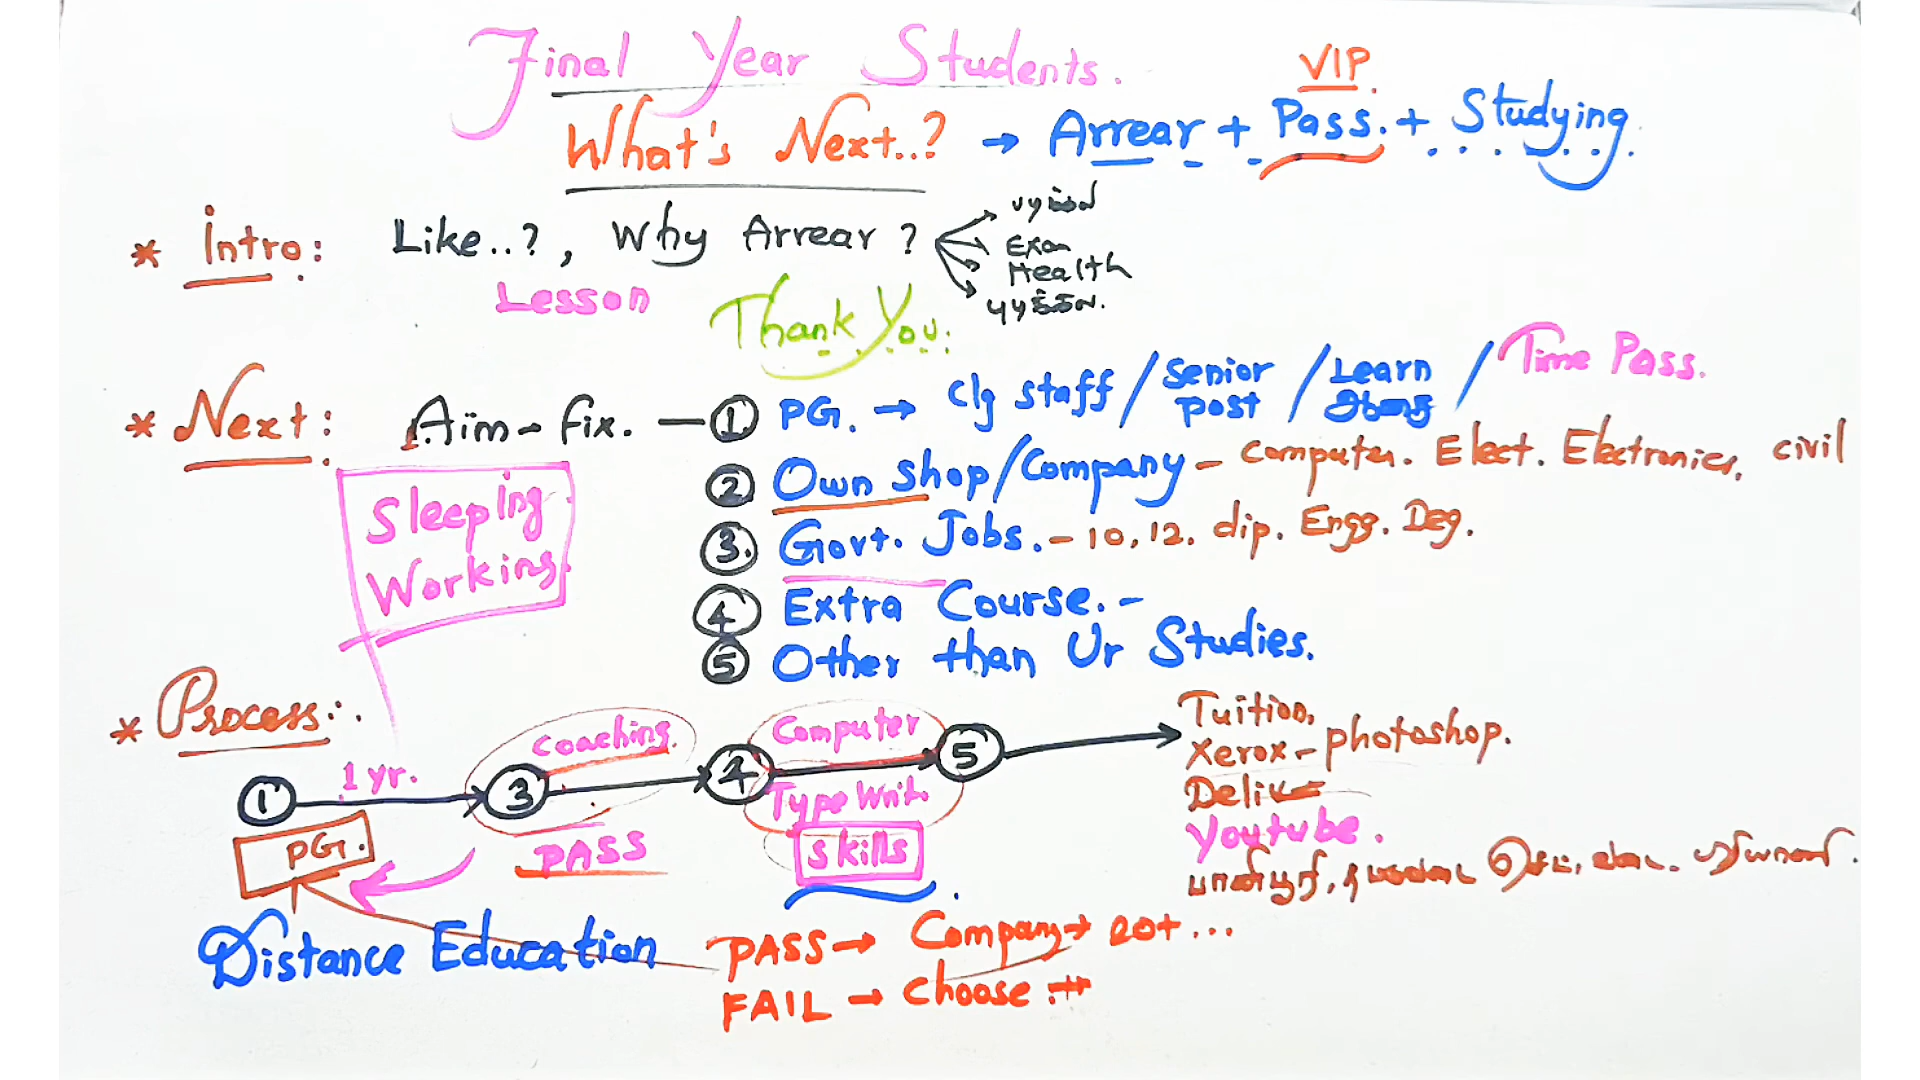 Final Year Students.
VIP.
What's Next..? → Arrear + Pass. + Studying.
* Intro: Like..?, Why Arrear ?
Exam
Health
Lesson
Thank You.
* Next: Aim - fix. — ① PG. → Clg staff / Senior post / Learn / Time Pass.
② Own Shop/Company - Computer. Elect. Electronics, civil
③ Govt. Jobs. - 10, 12. dip. Engg. Deg.
④ Extra Course. -
⑤ Other than Ur Studies.
Sleeping
Working
* Process:
① 1 yr. ③ Coaching. ④ Computer ⑤
Type Writ.
PG. PASS Skills
Tuition,
Xerox - photoshop.
Youtube.
Distance Education
PASS → Company → 20+ ...
FAIL → Choose